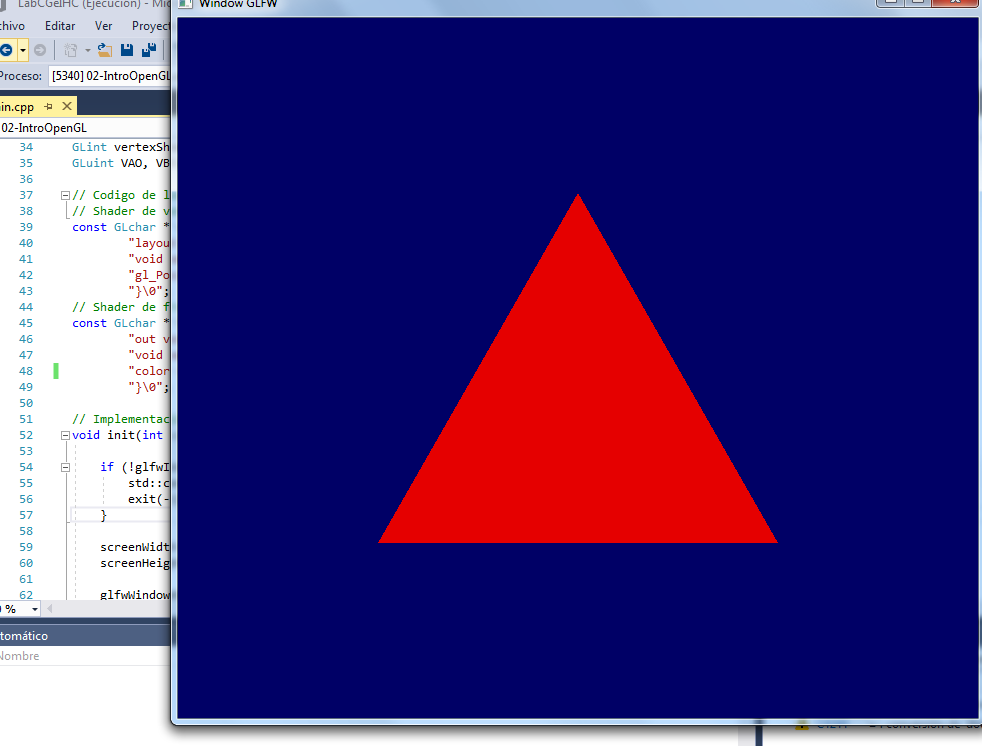 LabCGeIHC (Ejecución) - Mic
Window GLFW
chivo Editar Ver Proyect
Proceso: [5340] 02-IntroOpenGL
in.cpp
02-IntroOpenGL
34 GLint vertexSh
35 GLuint VAO, VB
36
37 // Codigo de l
38 // Shader de v
39 const GLchar *
40 "layou
41 "void
42 "gl_Po
43 "}\0";
44 // Shader de f
45 const GLchar *
46 "out v
47 "void
48 "color
49 "}\0";
50
51 // Implementac
52 void init(int
53
54 if (!glfwI
55 std::c
56 exit(-
57 }
58
59 screenWidt
60 screenHeig
61
62 glfwWindow
%
tomático
Nombre